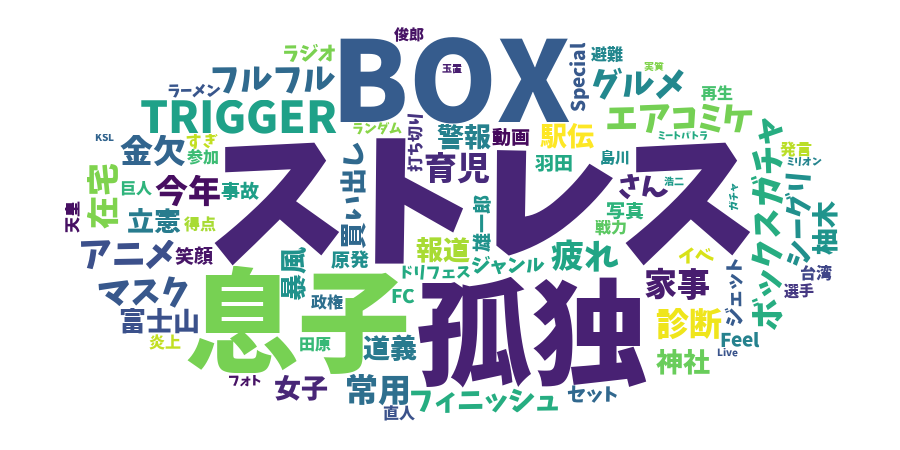 俊郎
ラジオ
BOX
Special
避難
玉置
実質
フルフル
グルメ
ラーメン
再生
TRIGGER
エアコミケ
ランダム
打ち切り
警報
動画
駅伝
ミートパトラ
KSL
すぎ
金欠
参加
ストレス
育児
羽田
島川
発言
ミリオン
ボックスガチャ
シーグリ
在宅
巨人
今年
事故
買い出し
さん
浩二
ガチャ
天皇
立憲
得点
雄一郎
写真
戦力
柚木
アニメ
笑顔
暴風
原発
報道
ドリフェス
ジャンル
疲れ
イベ
ジェット
台湾
マスク
息子
政権
FC
孤独
家事
選手
富士山
炎上
田原
道義
診断
Feel
Live
フォト
女子
常用
直人
フィニッシュ
セット
神社